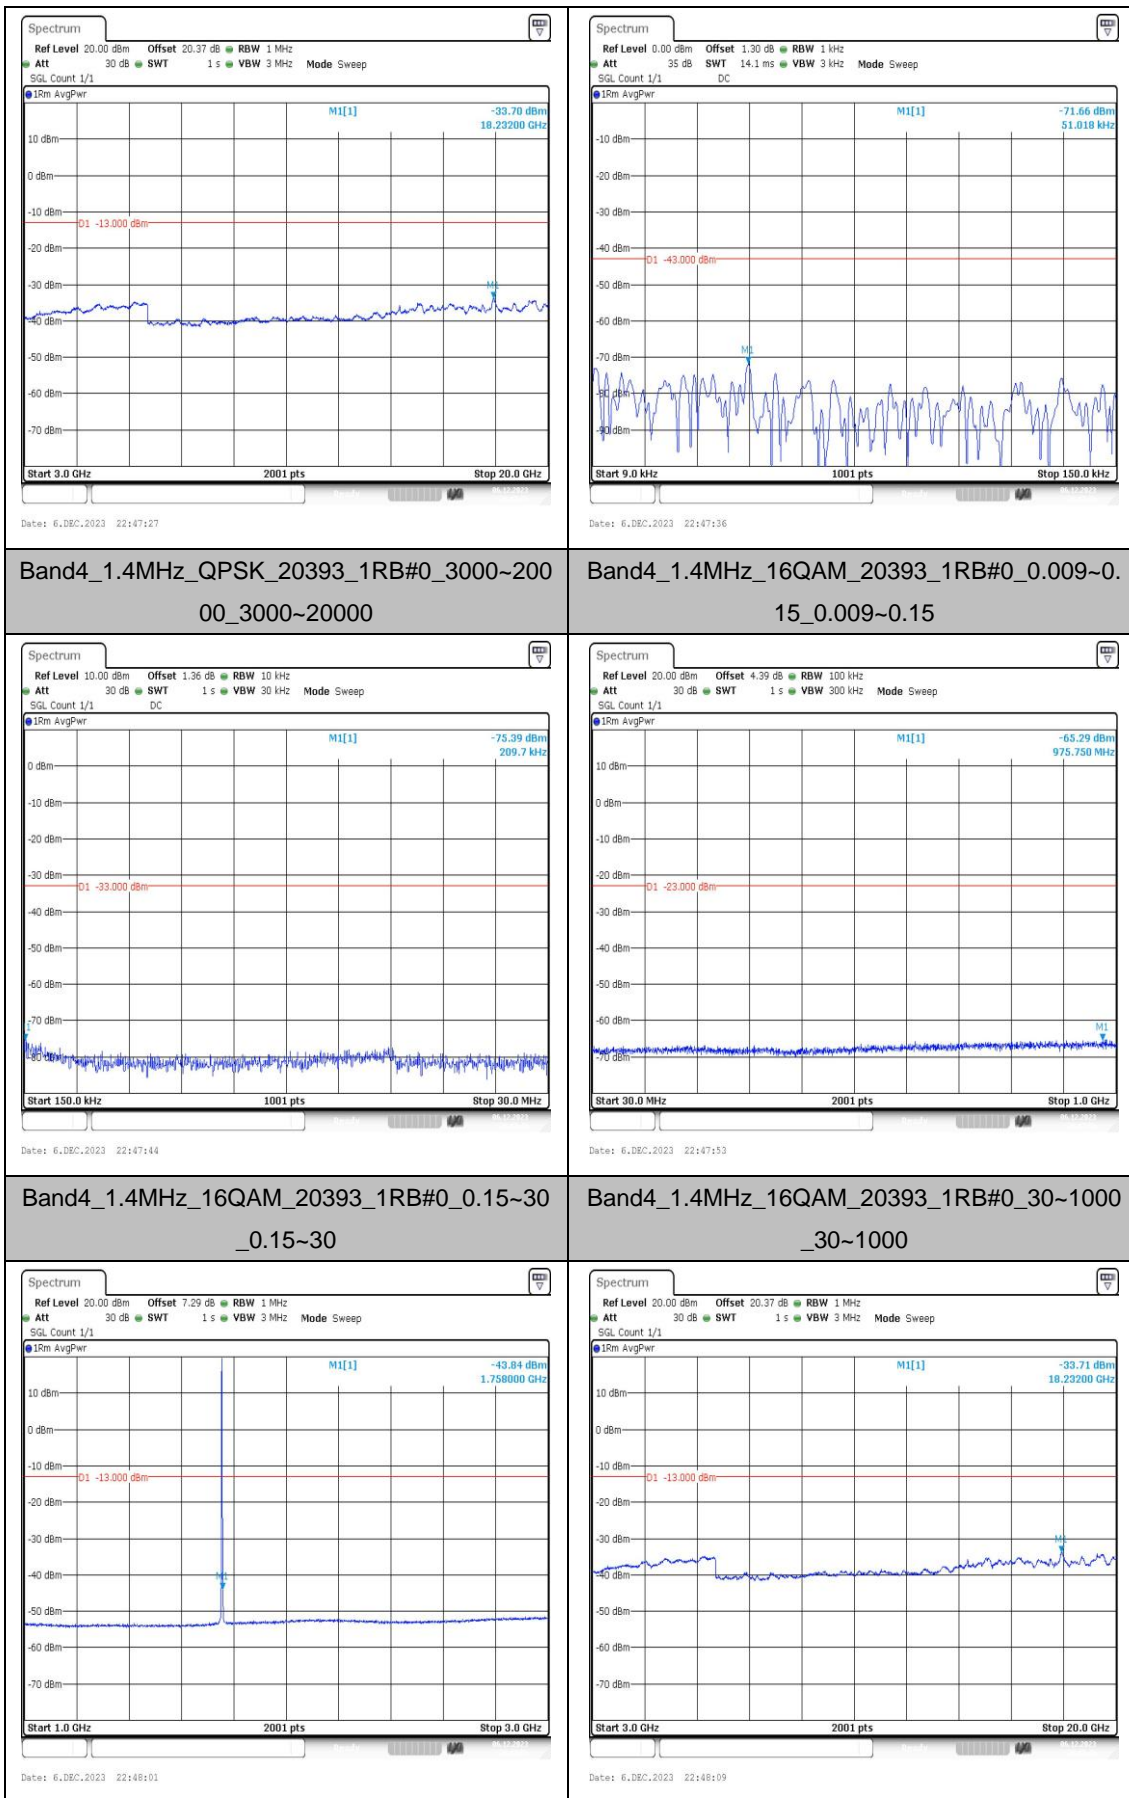 Spectrum
Ref Level 20.00 dBm Offset 20.37 dB RBW 1 MHz
Att 30 dB SWT 1 s VBW 3 MHz Mode Sweep
SGL Count 1/1
1Rm AvgPwr
M1[1] -33.70 dBm
18.23200 GHz
10 dBm
0 dBm
-10 dBm
D1 -13.000 dBm
-20 dBm
-30 dBm
M1
-40 dBm
-50 dBm
-60 dBm
-70 dBm
Start 3.0 GHz 2001 pts Stop 20.0 GHz
Date: 6.DEC.2023 22:47:27
Spectrum
Ref Level 0.00 dBm Offset 1.30 dB RBW 1 kHz
Att 35 dB SWT 14.1 ms VBW 3 kHz Mode Sweep
SGL Count 1/1 DC
1Rm AvgPwr
M1[1] -71.66 dBm
51.018 kHz
-10 dBm
-20 dBm
-30 dBm
-40 dBm
D1 -43.000 dBm
-50 dBm
-60 dBm
-70 dBm
M1
-80 dBm
-90 dBm
Start 9.0 kHz 1001 pts Stop 150.0 kHz
Date: 6.DEC.2023 22:47:36
Band4_1.4MHz_QPSK_20393_1RB#0_3000~200
00_3000~20000
Band4_1.4MHz_16QAM_20393_1RB#0_0.009~0.
15_0.009~0.15
Spectrum
Ref Level 10.00 dBm Offset 1.36 dB RBW 10 kHz
Att 30 dB SWT 1 s VBW 30 kHz Mode Sweep
SGL Count 1/1 DC
1Rm AvgPwr
M1[1] -75.39 dBm
209.7 kHz
0 dBm
-10 dBm
-20 dBm
-30 dBm
D1 -33.000 dBm
-40 dBm
-50 dBm
-60 dBm
-70 dBm
-80 dBm
Start 150.0 kHz 1001 pts Stop 30.0 MHz
Date: 6.DEC.2023 22:47:44
Spectrum
Ref Level 20.00 dBm Offset 4.39 dB RBW 100 kHz
Att 30 dB SWT 1 s VBW 300 kHz Mode Sweep
SGL Count 1/1
1Rm AvgPwr
M1[1] -65.29 dBm
975.750 MHz
10 dBm
0 dBm
-10 dBm
-20 dBm
D1 -23.000 dBm
-30 dBm
-40 dBm
-50 dBm
-60 dBm
M1
-70 dBm
Start 30.0 MHz 2001 pts Stop 1.0 GHz
Date: 6.DEC.2023 22:47:53
Band4_1.4MHz_16QAM_20393_1RB#0_0.15~30
_0.15~30
Band4_1.4MHz_16QAM_20393_1RB#0_30~1000
_30~1000
Spectrum
Ref Level 20.00 dBm Offset 7.29 dB RBW 1 MHz
Att 30 dB SWT 1 s VBW 3 MHz Mode Sweep
SGL Count 1/1
1Rm AvgPwr
M1[1] -43.84 dBm
1.758000 GHz
10 dBm
0 dBm
-10 dBm
D1 -13.000 dBm
-20 dBm
-30 dBm
-40 dBm
M1
-50 dBm
-60 dBm
-70 dBm
Start 1.0 GHz 2001 pts Stop 3.0 GHz
Date: 6.DEC.2023 22:48:01
Spectrum
Ref Level 20.00 dBm Offset 20.37 dB RBW 1 MHz
Att 30 dB SWT 1 s VBW 3 MHz Mode Sweep
SGL Count 1/1
1Rm AvgPwr
M1[1] -33.71 dBm
18.23200 GHz
10 dBm
0 dBm
-10 dBm
D1 -13.000 dBm
-20 dBm
-30 dBm
M1
-40 dBm
-50 dBm
-60 dBm
-70 dBm
Start 3.0 GHz 2001 pts Stop 20.0 GHz
Date: 6.DEC.2023 22:48:09